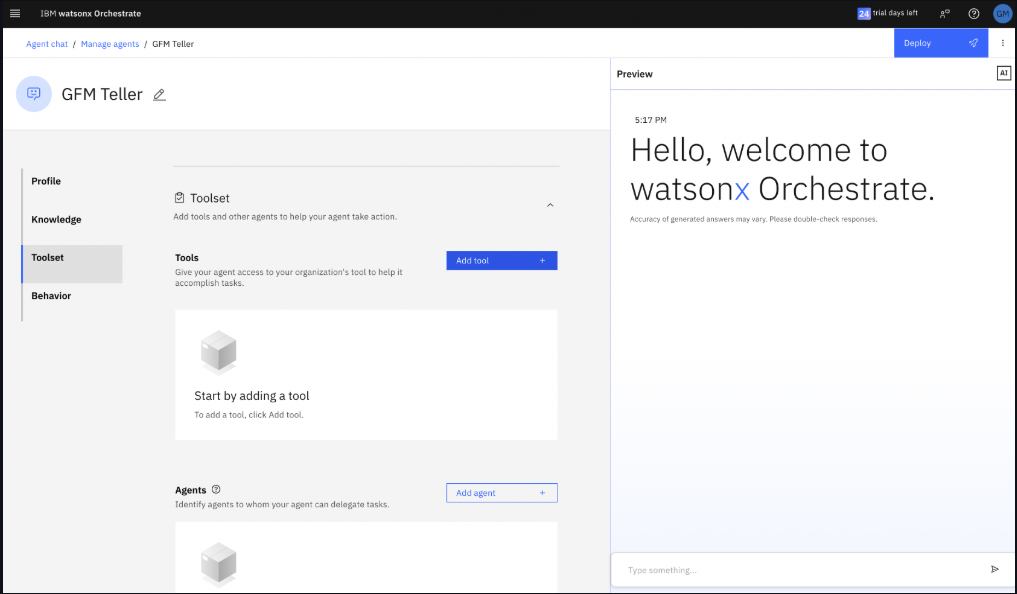 IBM watsonx Orchestrate
24 trial days left
GM
Agent chat / Manage agents / GFM Teller
Deploy
GFM Teller
Profile
Knowledge
Toolset
Behavior
Toolset
Add tools and other agents to help your agent take action.
Tools
Give your agent access to your organization's tool to help it
accomplish tasks.
Add tool +
Start by adding a tool
To add a tool, click Add tool.
Agents
Identify agents to whom your agent can delegate tasks.
Add agent +
Preview
AI
5:17 PM
Hello, welcome to
watsonx Orchestrate.
Accuracy of generated answers may vary. Please double-check responses.
Type something...